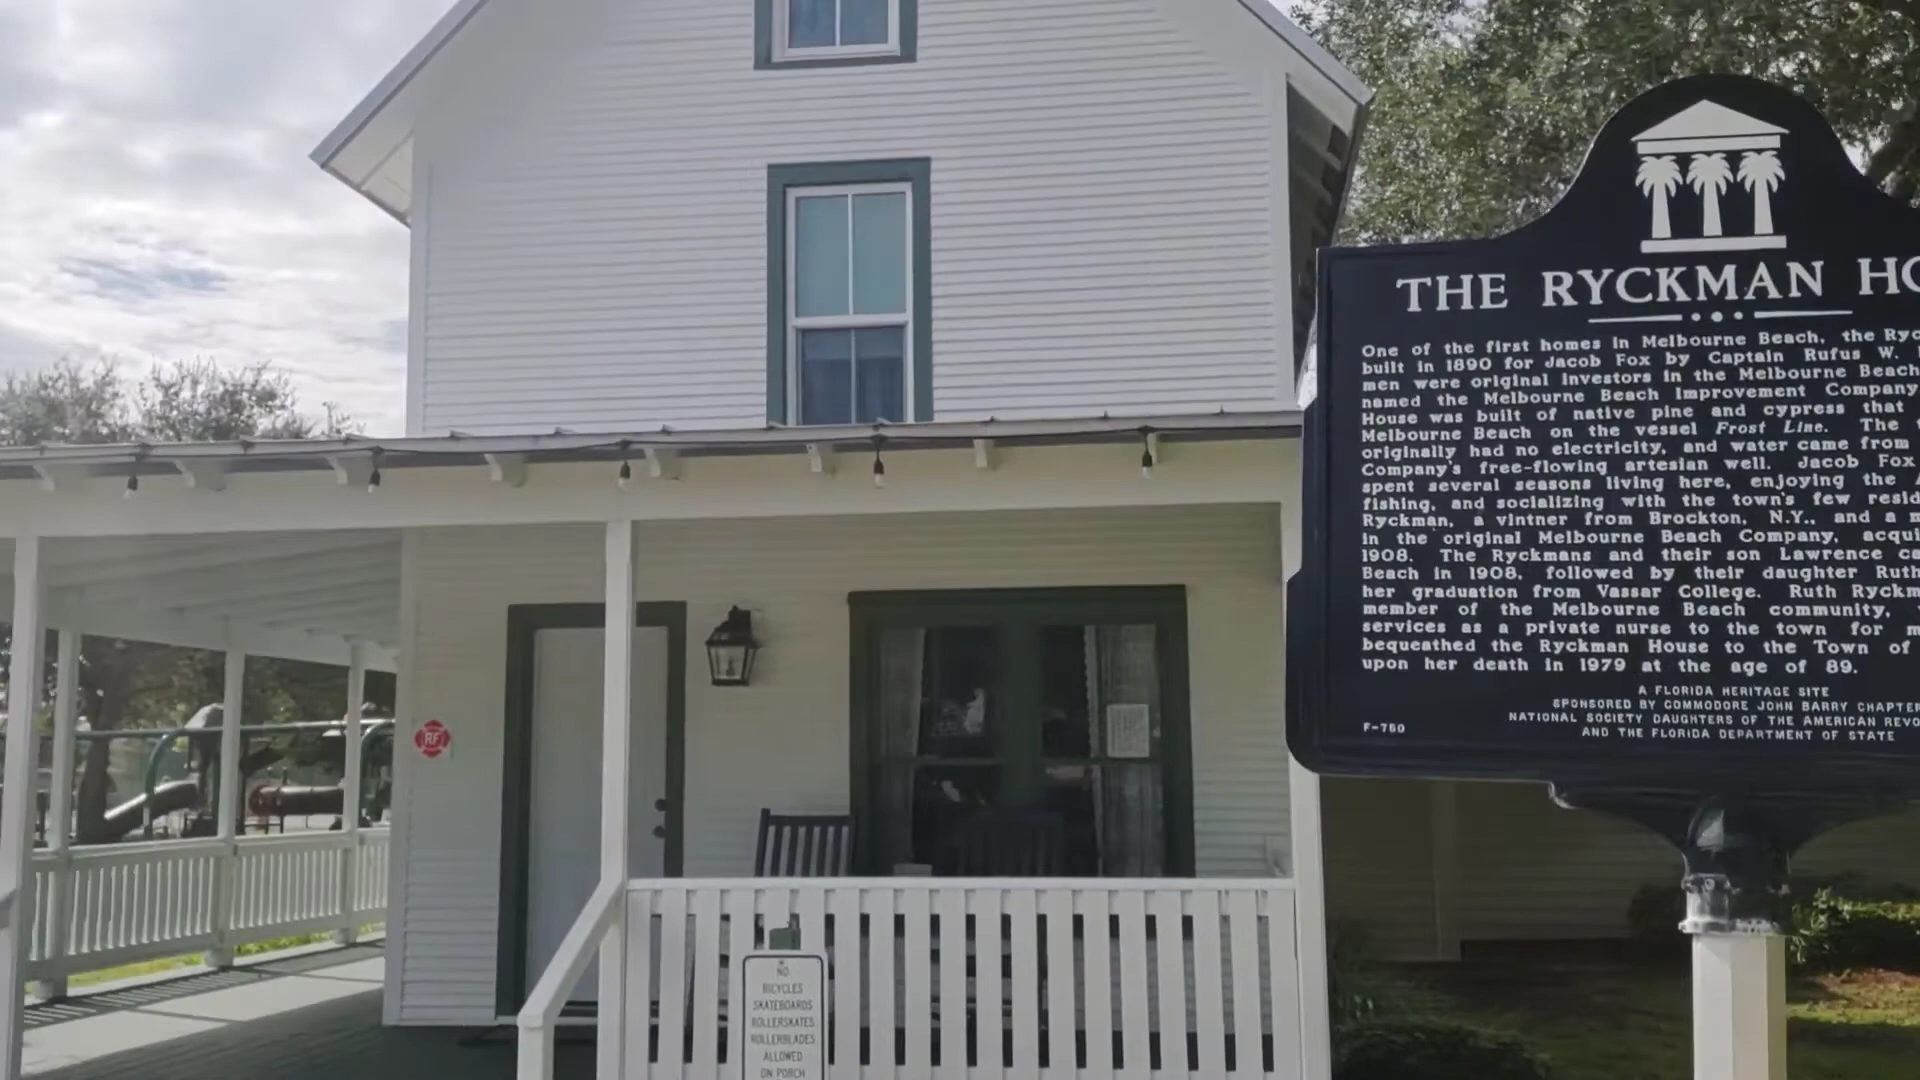 THE RYCKMAN HO
One of the first homes in Melbourne Beach, the Ryc
built in 1890 for Jacob Fox by Captain Rufus W.
men were original investors in the Melbourne Beach
named the Melbourne Beach Improvement Company
House was built of native pine and cypress that
Melbourne Beach on the vessel Frost Line. The
originally had no electricity, and water came from
Company's free-flowing artesian well. Jacob Fox
spent several seasons living here, enjoying the
fishing, and socializing with the town's few resid
Ryckman, a vintner from Brockton, N.Y., and a m
in the original Melbourne Beach Company, acqui
1908. The Ryckmans and their son Lawrence ca
Beach in 1908, followed by their daughter Ruth
her graduation from Vassar College. Ruth Ryckm
member of the Melbourne Beach community,
services as a private nurse to the town for m
bequeathed the Ryckman House to the Town of
upon her death in 1979 at the age of 89.
A FLORIDA HERITAGE SITE
SPONSORED BY COMMODORE JOHN BARRY CHAPTER
NATIONAL SOCIETY DAUGHTERS OF THE AMERICAN REVO
AND THE FLORIDA DEPARTMENT OF STATE
F-750
RF
NO
BICYCLES
SKATEBOARDS
ROLLERSKATES
ROLLERBLADES
ALLOWED
ON PORCH